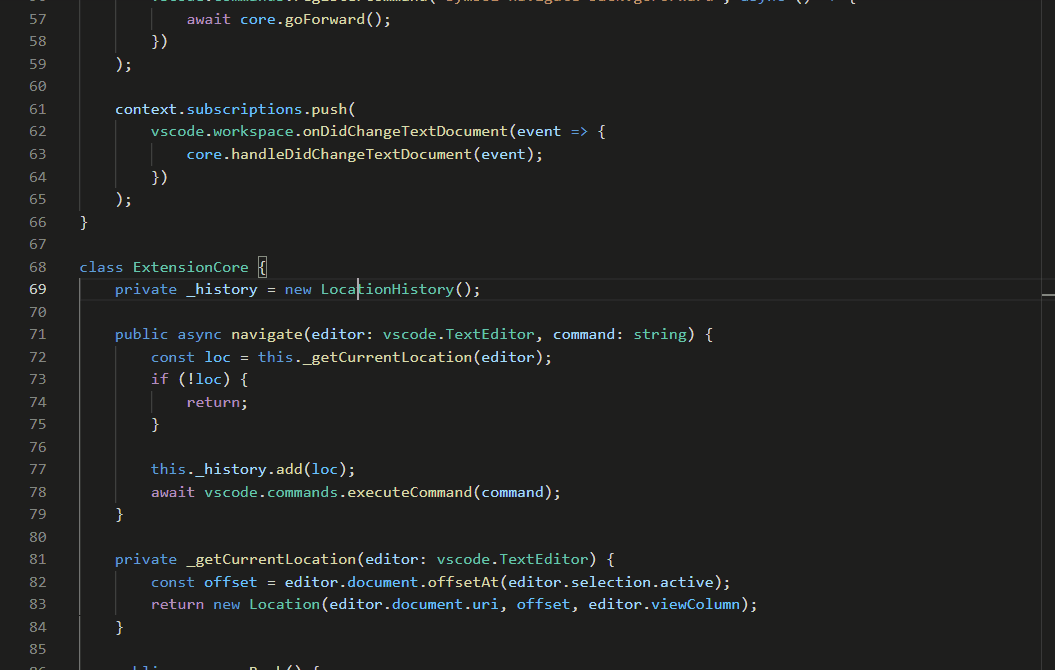 57 await core.goForward();
58 })
59 );
60
61 context.subscriptions.push(
62 vscode.workspace.onDidChangeTextDocument(event => {
63 core.handleDidChangeTextDocument(event);
64 })
65 );
66 }
67
68 class ExtensionCore {
69 private _history = new LocationHistory();
70
71 public async navigate(editor: vscode.TextEditor, command: string) {
72 const loc = this._getCurrentLocation(editor);
73 if (!loc) {
74 return;
75 }
76
77 this._history.add(loc);
78 await vscode.commands.executeCommand(command);
79 }
80
81 private _getCurrentLocation(editor: vscode.TextEditor) {
82 const offset = editor.document.offsetAt(editor.selection.active);
83 return new Location(editor.document.uri, offset, editor.viewColumn);
84 }
85